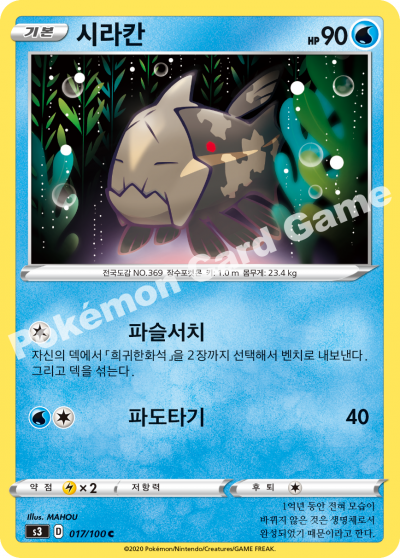 기본 시라칸 HP 90
전국도감 NO.369 장수포켓몬 키: 1.0 m 몸무게: 23.4 kg
파슬서치
자신의 덱에서 「희귀한화석」을 2장까지 선택해서 벤치로 내보낸다.
그리고 덱을 섞는다.
파도타기 40
약점 ×2 저항력 후퇴
Illus. MAHOU
s3 D 017/100 C
1억년 동안 전혀 모습이
바뀌지 않은 것은 생명체로서
완성되었기 때문이라고 한다.
©2020 Pokémon/Nintendo/Creatures/GAME FREAK.
Pokémon Card Game